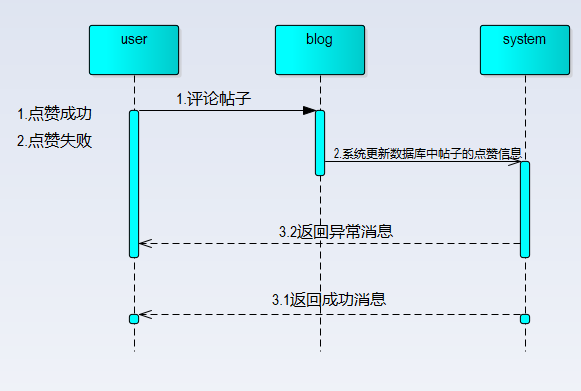 user
blog
system
1.点赞成功
2.点赞失败
1.评论帖子
2.系统更新数据库中帖子的点赞信息
3.2返回异常消息
3.1返回成功消息